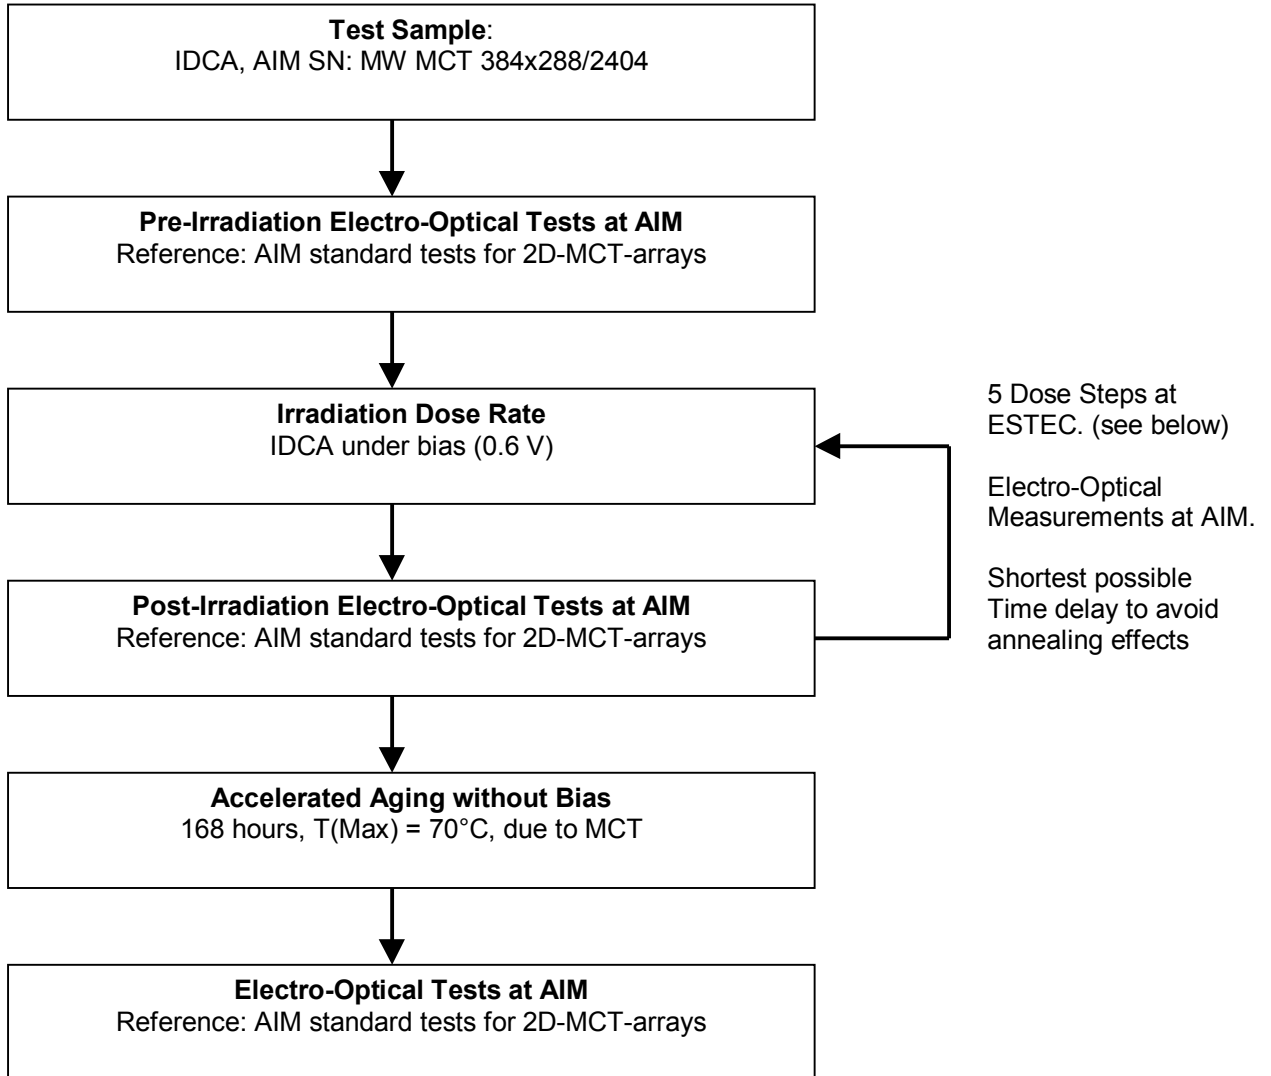 Test Sample:
IDCA, AIM SN: MW MCT 384x288/2404
Pre-Irradiation Electro-Optical Tests at AIM
Reference: AIM standard tests for 2D-MCT-arrays
Irradiation Dose Rate
IDCA under bias (0.6 V)
5 Dose Steps at
ESTEC. (see below)
Electro-Optical
Measurements at AIM.
Shortest possible
Time delay to avoid
annealing effects
Post-Irradiation Electro-Optical Tests at AIM
Reference: AIM standard tests for 2D-MCT-arrays
Accelerated Aging without Bias
168 hours, T(Max) = 70°C, due to MCT
Electro-Optical Tests at AIM
Reference: AIM standard tests for 2D-MCT-arrays